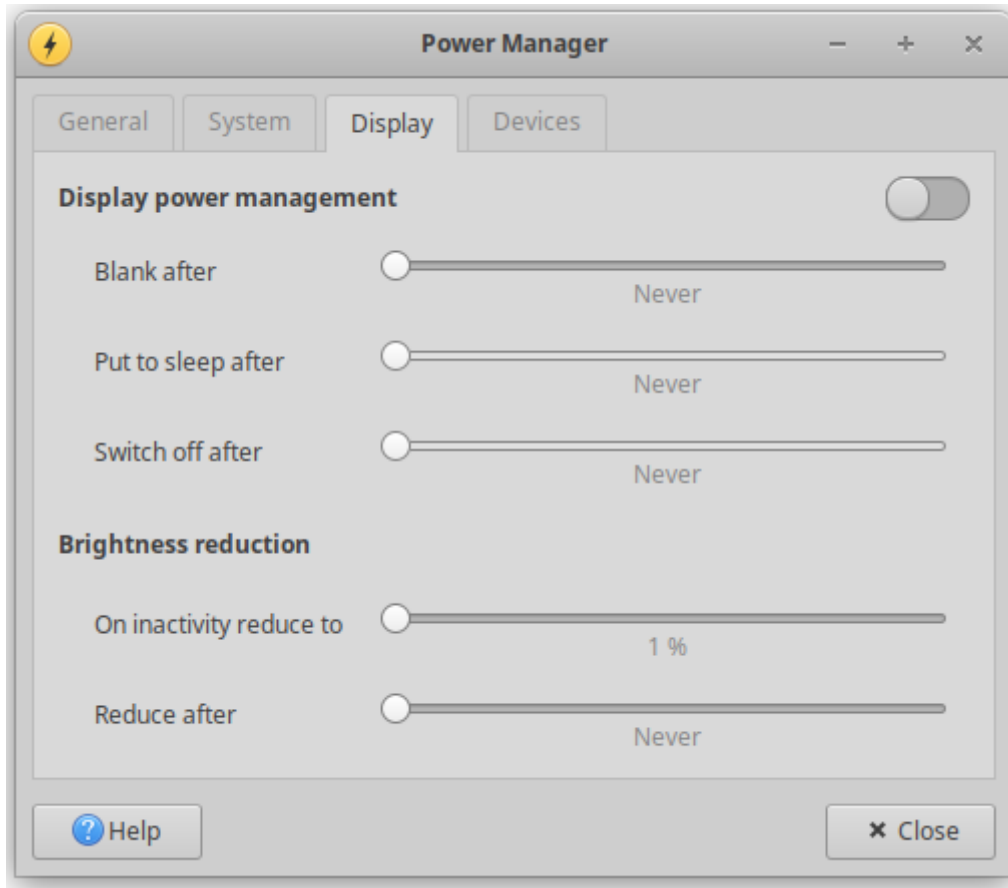 Power Manager
General System Display Devices
Display power management
Blank after
Never
Put to sleep after
Never
Switch off after
Never
Brightness reduction
On inactivity reduce to
1 %
Reduce after
Never
Help Close